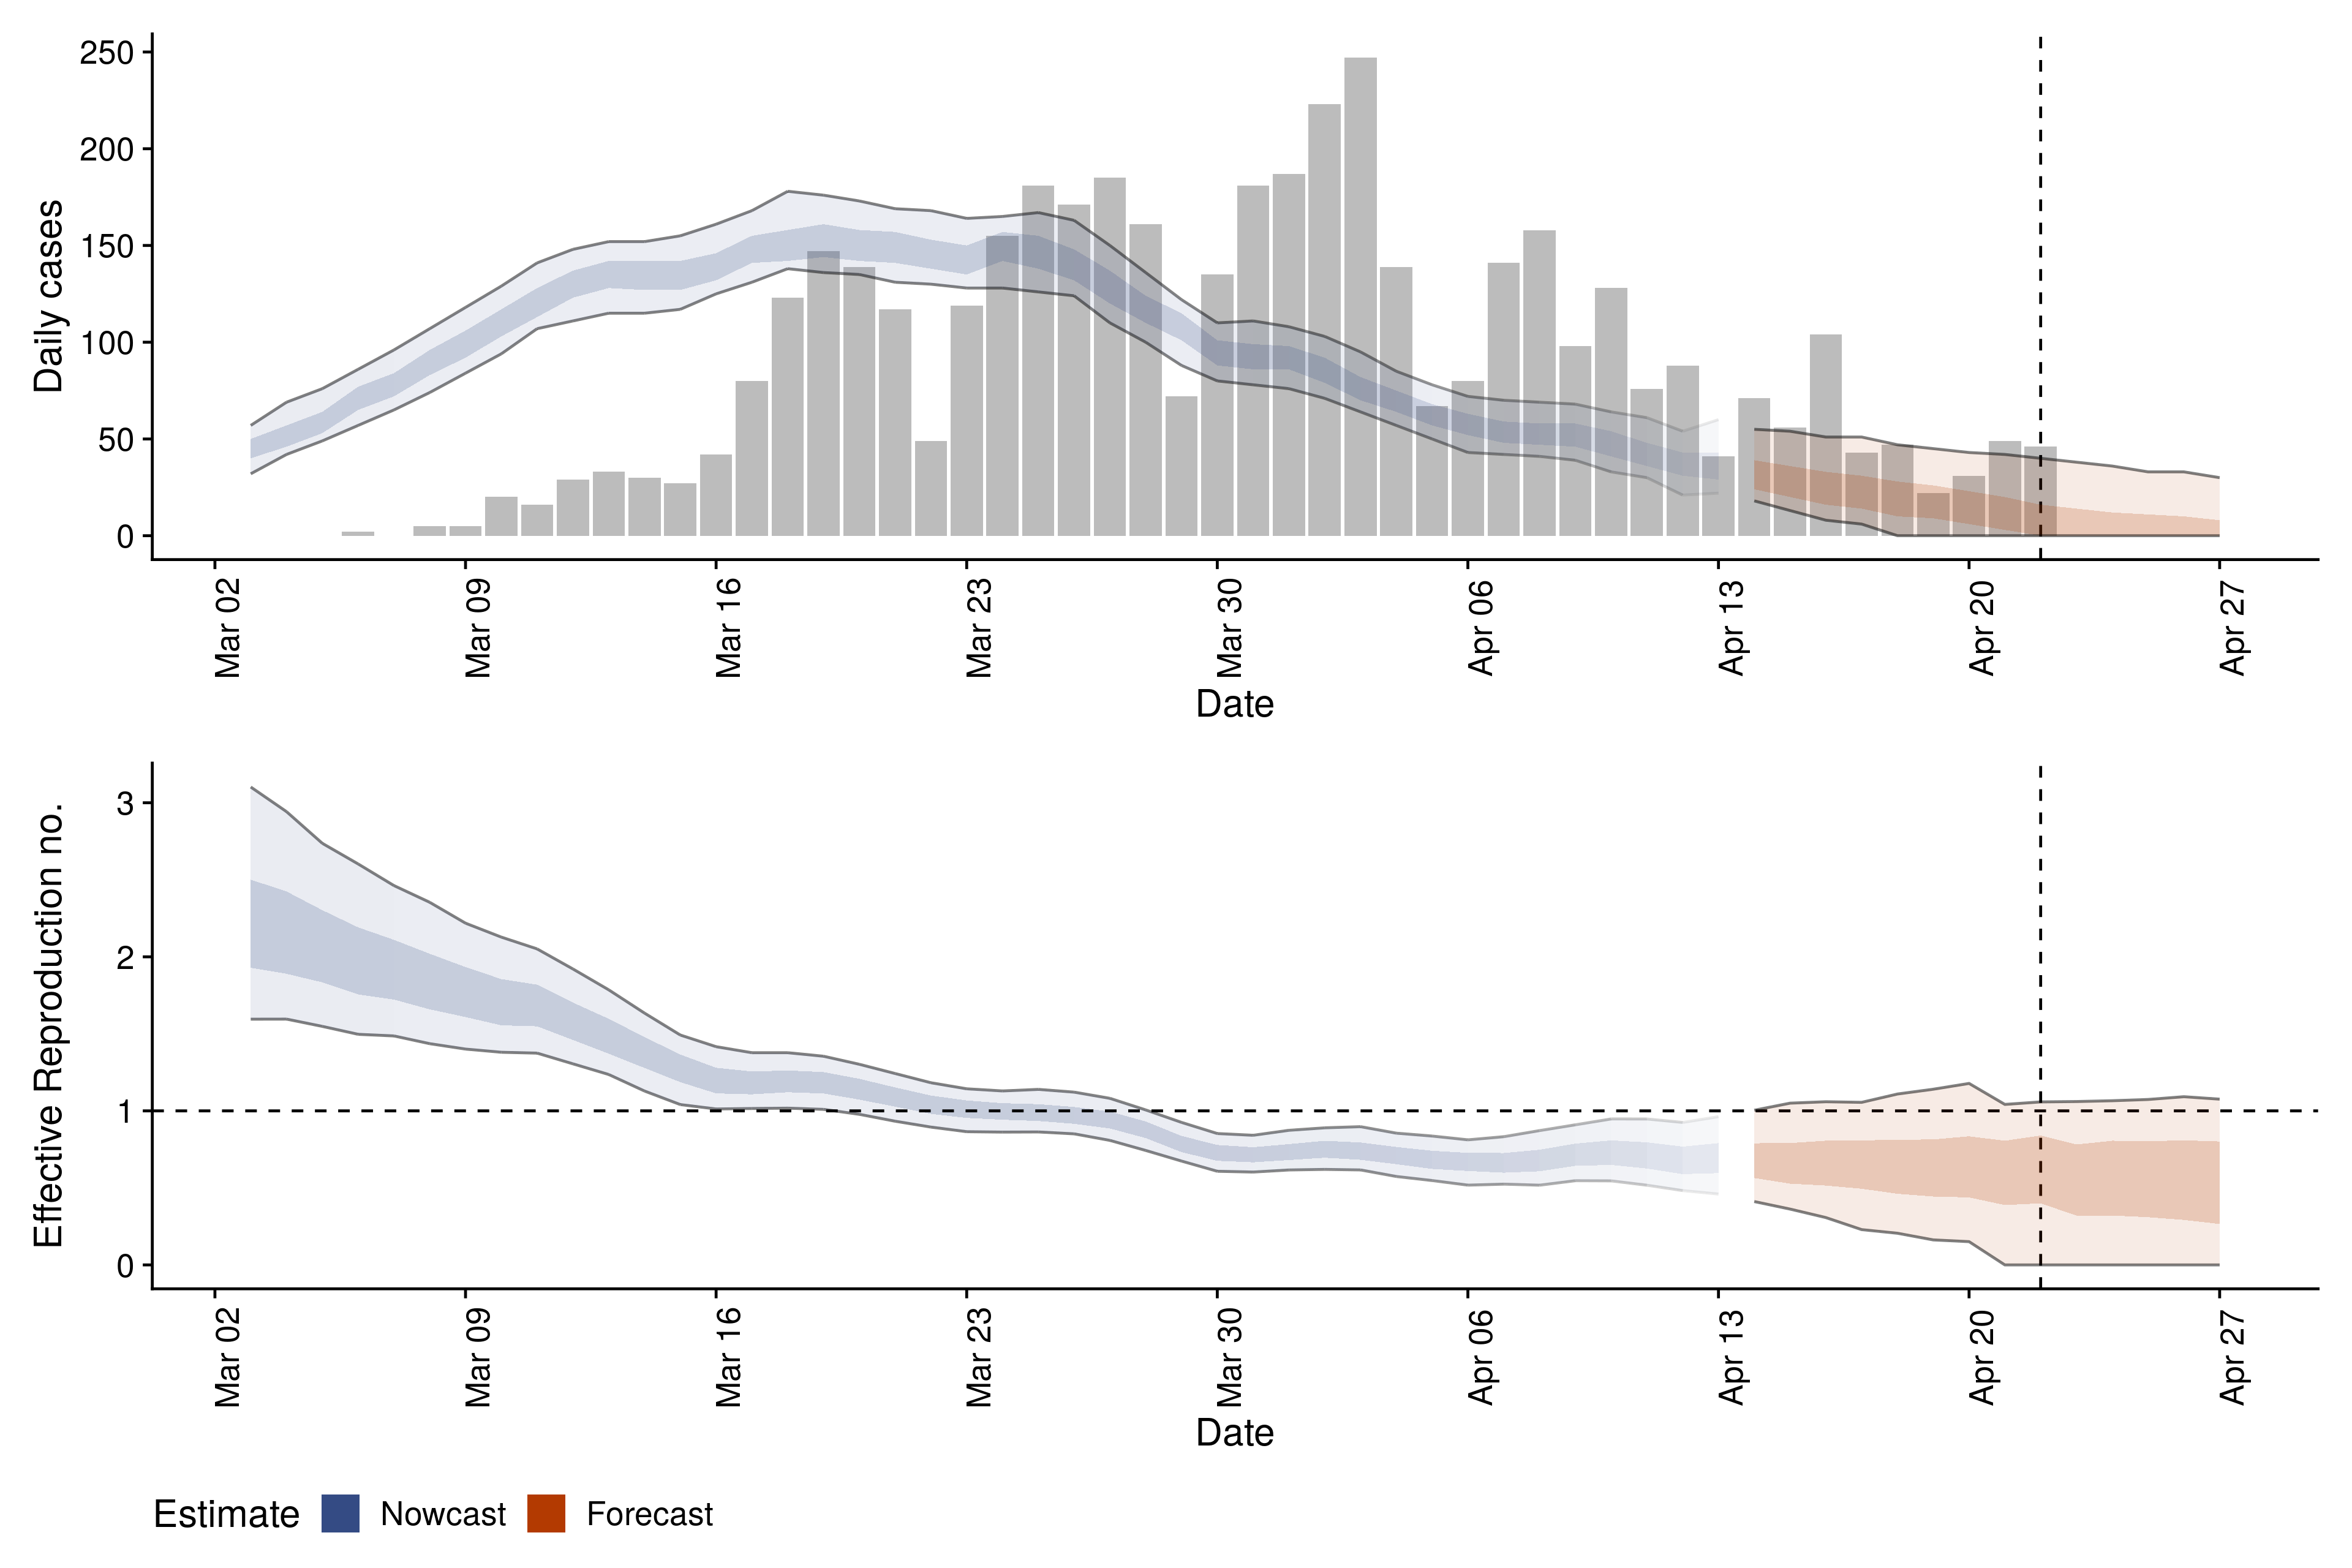 Daily cases
250
200
150
100
50
0
Mar 02
Mar 09
Mar 16
Mar 23
Mar 30
Apr 06
Apr 13
Apr 20
Apr 27
Date
Effective Reproduction no.
3
2
1
0
Mar 02
Mar 09
Mar 16
Mar 23
Mar 30
Apr 06
Apr 13
Apr 20
Apr 27
Date
Estimate Nowcast Forecast